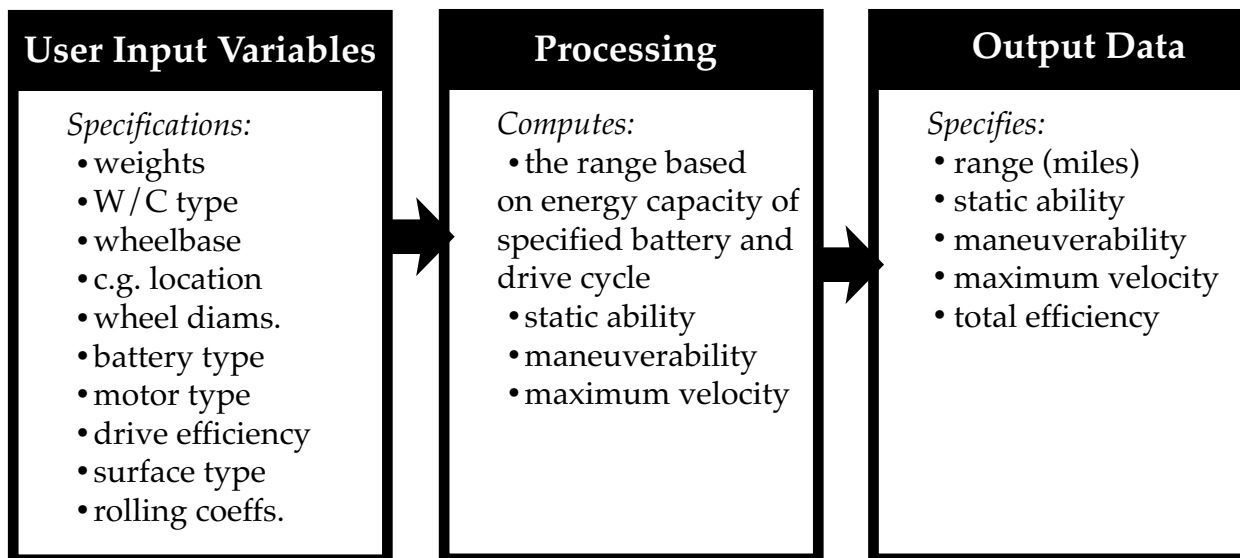 User Input Variables
Specifications:
• weights
• W/C type
• wheelbase
• c.g. location
• wheel diams.
• battery type
• motor type
• drive efficiency
• surface type
• rolling coeffs.
Processing
Computes:
• the range based
on energy capacity of
specified battery and
drive cycle
• static ability
• maneuverability
• maximum velocity
Output Data
Specifies:
• range (miles)
• static ability
• maneuverability
• maximum velocity
• total efficiency